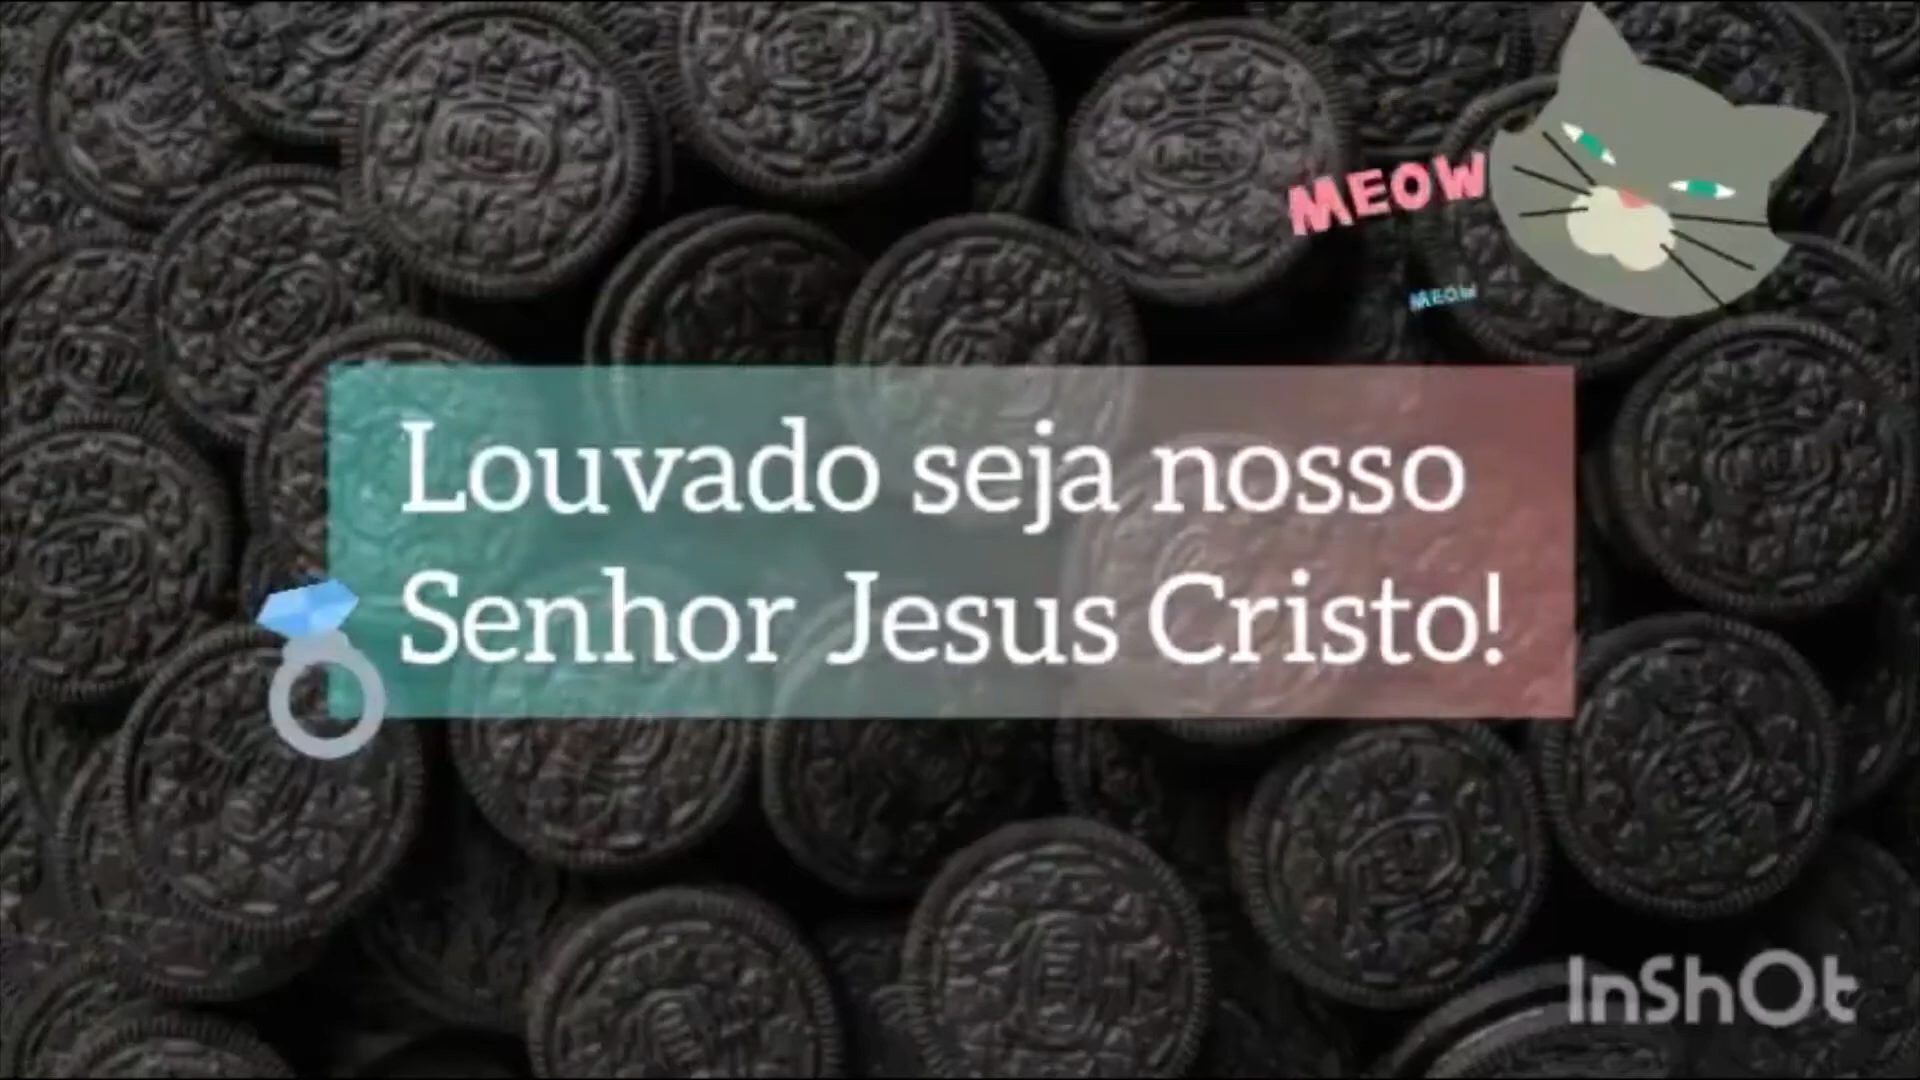 MEOW
MEOW
Louvado seja nosso
Senhor Jesus Cristo!
InShOt